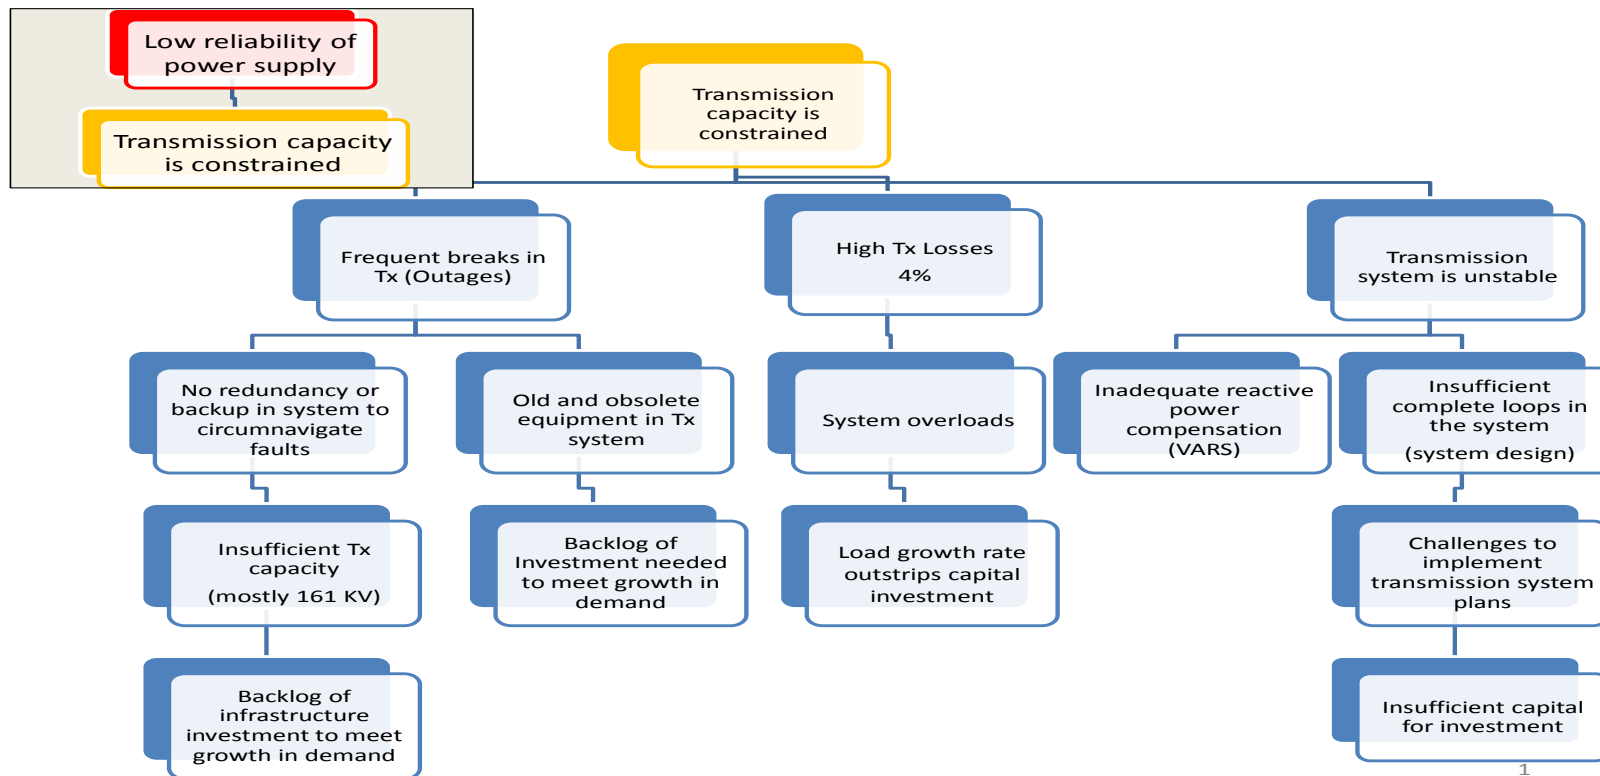 Low reliability of
power supply
Transmission capacity
is constrained
Transmission
capacity is
constrained
Frequent breaks in
Tx (Outages)
High Tx Losses
4%
Transmission
system is unstable
No redundancy or
backup in system to
circumnavigate
faults
Old and obsolete
equipment in Tx
system
System overloads
Inadequate reactive
power
compensation
(VARS)
Insufficient
complete loops in
the system
(system design)
Insufficient Tx
capacity
(mostly 161 KV)
Backlog of
Investment needed
to meet growth in
demand
Load growth rate
outstrips capital
investment
Challenges to
implement
transmission system
plans
Backlog of
infrastructure
investment to meet
growth in demand
Insufficient capital
for investment
1